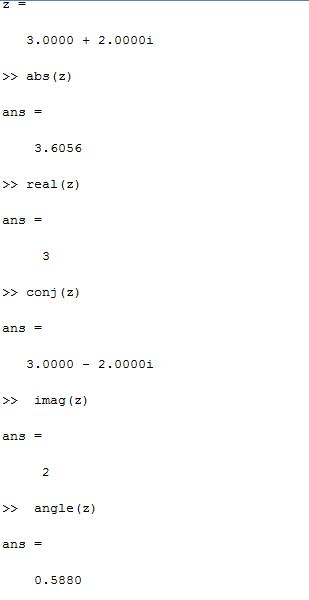 z =
3.0000 + 2.0000i
>> abs(z)
ans =
3.6056
>> real(z)
ans =
3
>> conj(z)
ans =
3.0000 - 2.0000i
>>  imag(z)
ans =
2
>>  angle(z)
ans =
0.5880